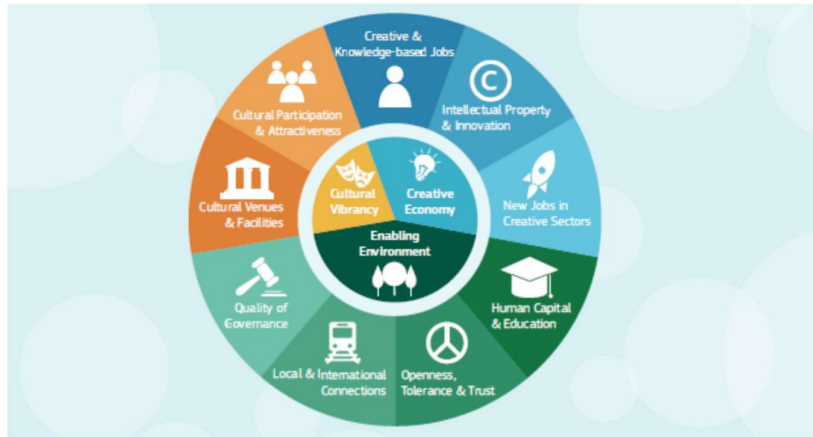 Creative &
Knowledge-based Jobs
C
Intellectual Property
& Innovation
New Jobs in
Creative Sectors
Human Capital
& Education
Openness,
Tolerance & Trust
Local & International
Connections
Quality of
Governance
Cultural Venues
& Facilities
Cultural Participation
& Attractiveness
Cultural
Vibrancy
Creative
Economy
Enabling
Environment